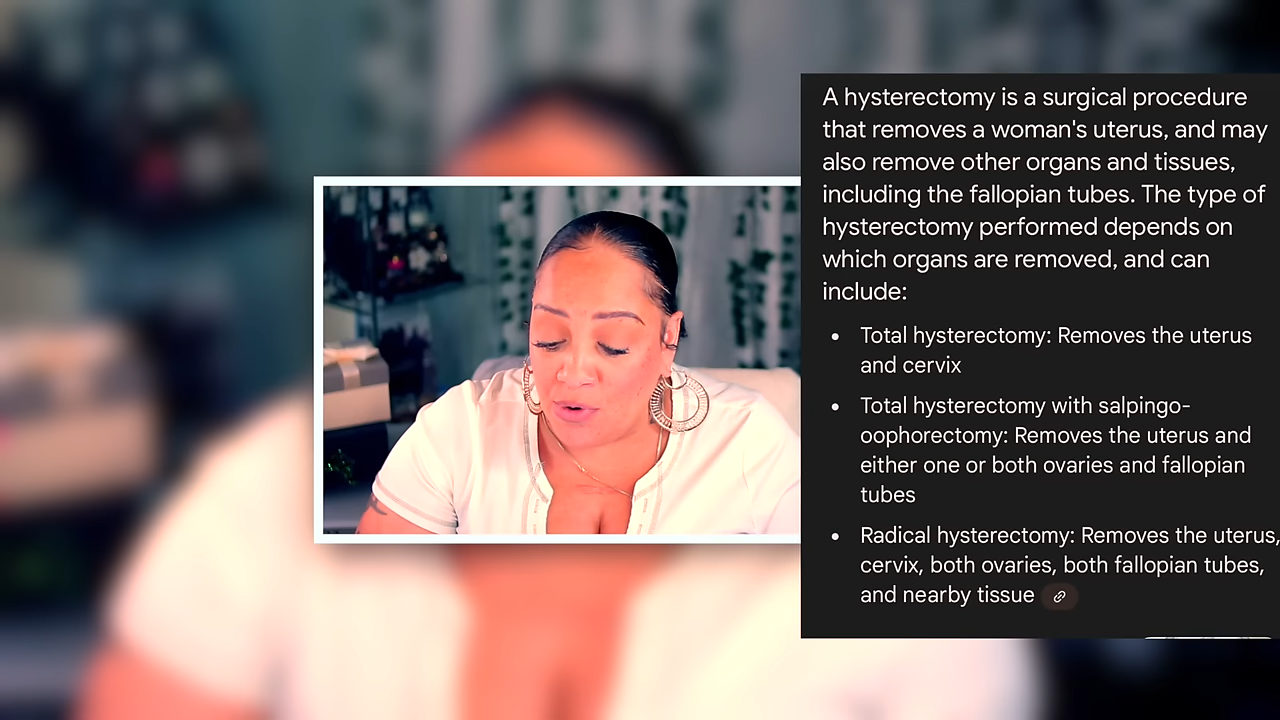 A hysterectomy is a surgical procedure
that removes a woman's uterus, and may
also remove other organs and tissues,
including the fallopian tubes. The type of
hysterectomy performed depends on
which organs are removed, and can
include:
• Total hysterectomy: Removes the uterus
and cervix
• Total hysterectomy with salpingo-
oophorectomy: Removes the uterus and
either one or both ovaries and fallopian
tubes
• Radical hysterectomy: Removes the uterus,
cervix, both ovaries, both fallopian tubes,
and nearby tissue